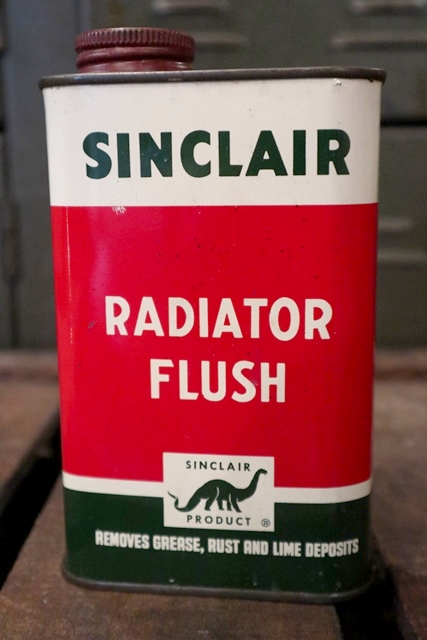 SINCLAIR
RADIATOR
FLUSH
SINCLAIR
PRODUCT ®
REMOVES GREASE, RUST AND LIME DEPOSITS